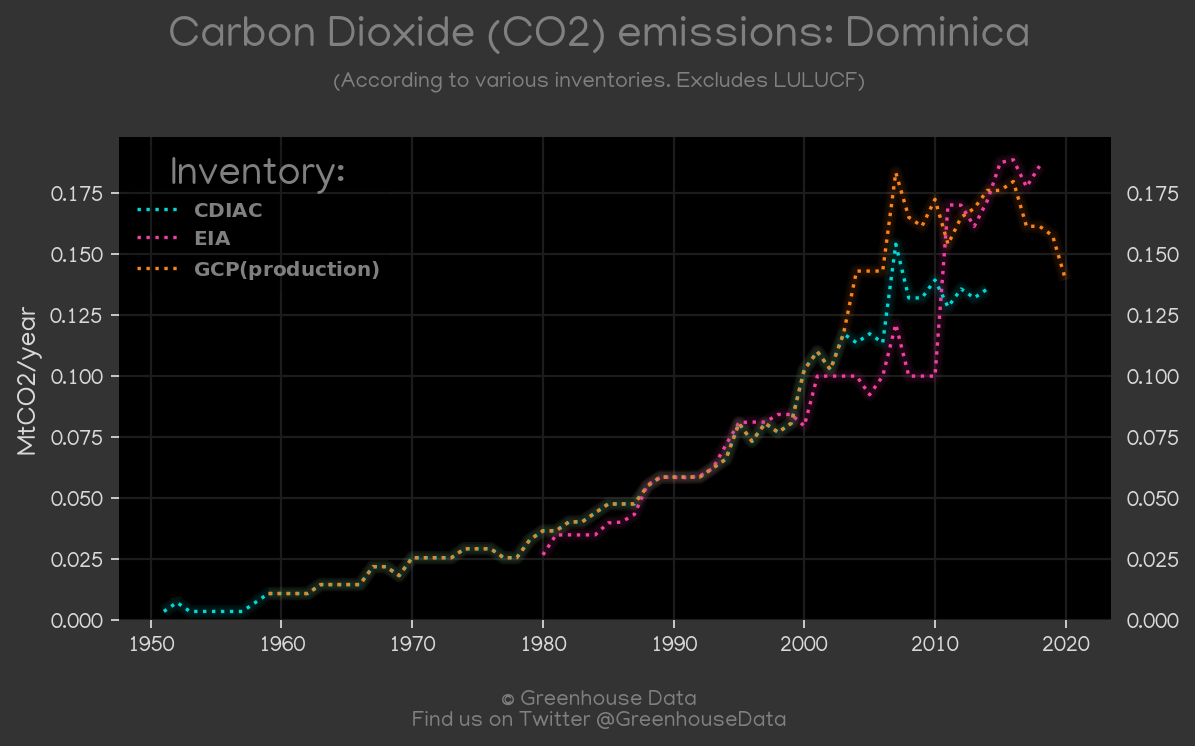 Carbon Dioxide (CO2) emissions: Dominica
(According to various inventories. Excludes LULUCF)
Inventory:
CDIAC
EIA
GCP(production)
MtCO2/year
0.175
0.150
0.125
0.100
0.075
0.050
0.025
0.000
0.175
0.150
0.125
0.100
0.075
0.050
0.025
0.000
1950 1960 1970 1980 1990 2000 2010 2020
© Greenhouse Data
Find us on Twitter @GreenhouseData